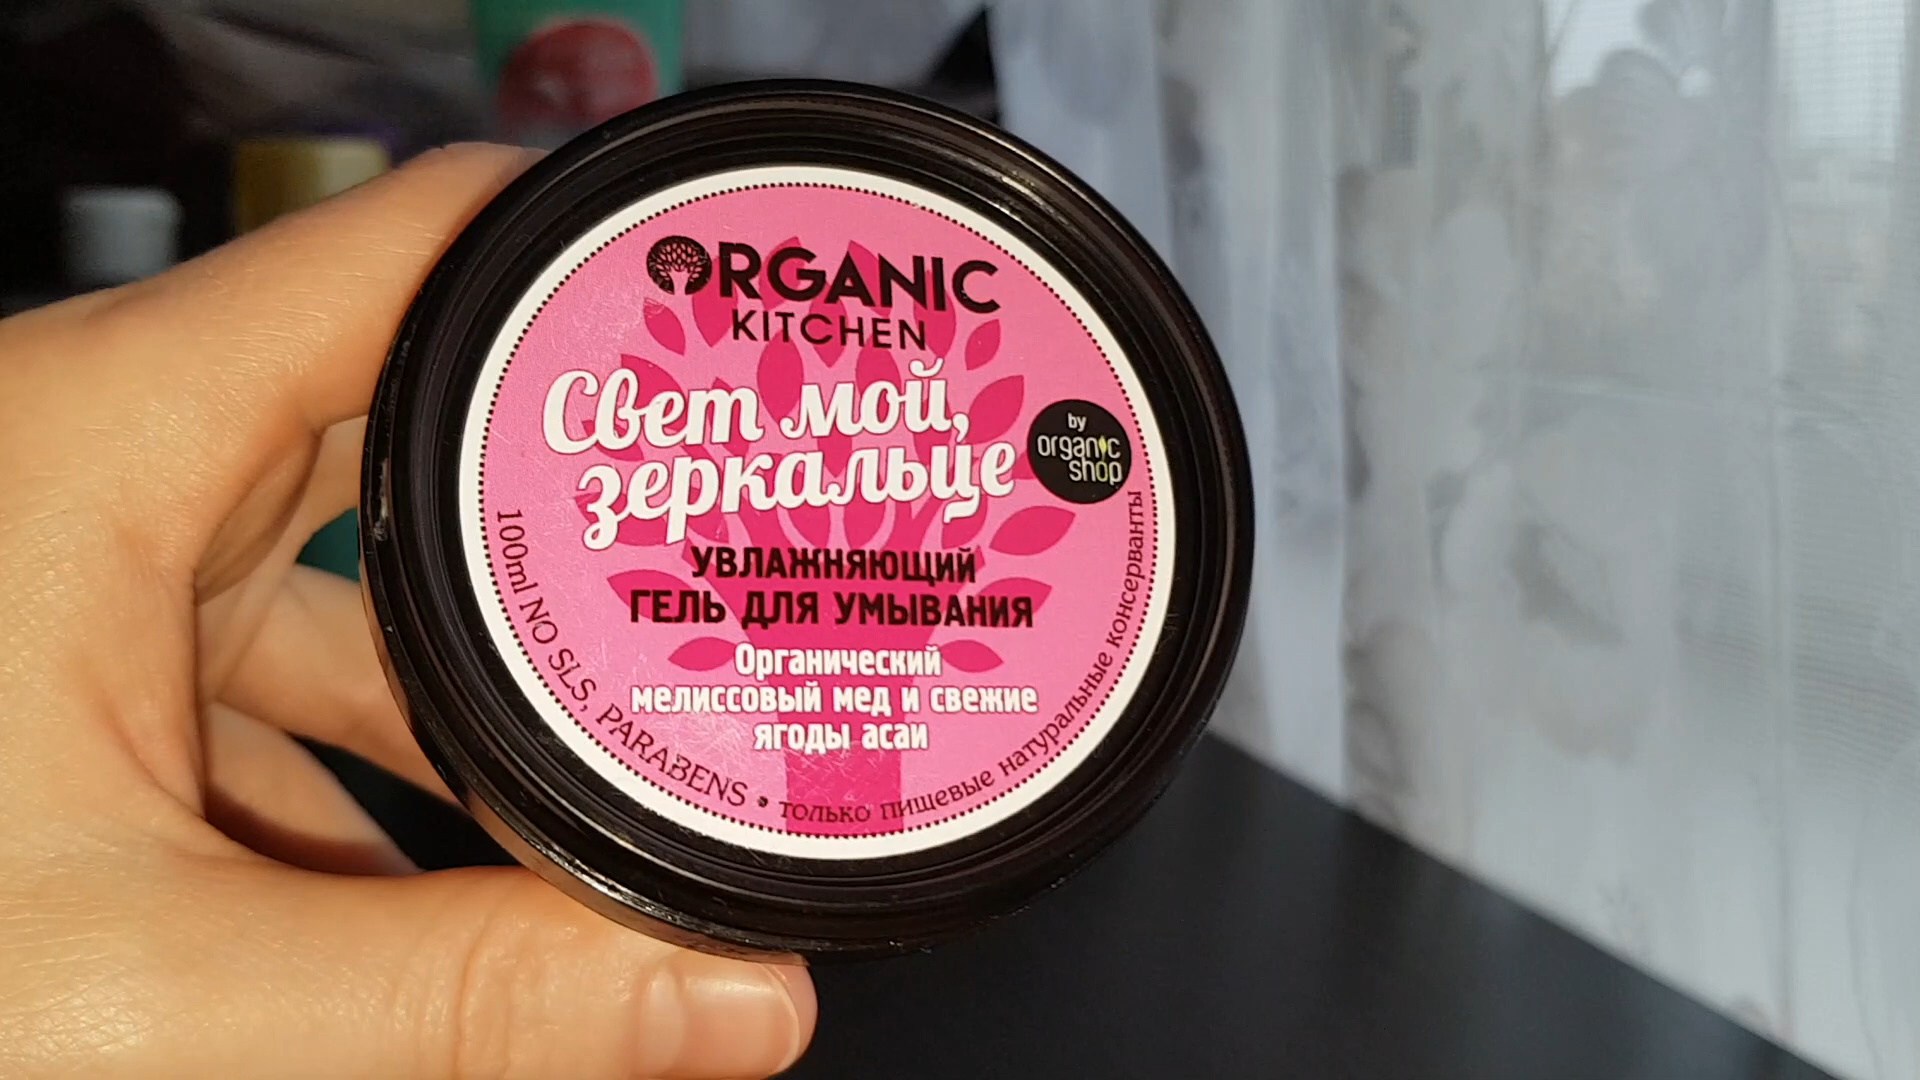 ORGANIC
KITCHEN
Свет мой,
зеркальце
by
organic
shop
УВЛАЖНЯЮЩИЙ
ГЕЛЬ ДЛЯ УМЫВАНИЯ
Органический
мелиссовый мед и свежие
ягоды асаи
100ml NO SLS, PARABENS • только пищевые натуральные консерванты